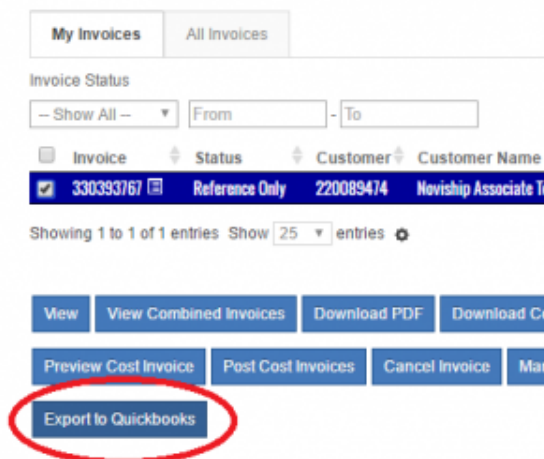 My Invoices All Invoices
Invoice Status
-- Show All -- From - To
Invoice Status Customer Customer Name
330393767 Reference Only 220089474 Noviship Associate
Showing 1 to 1 of 1 entries Show 25 entries
View View Combined Invoices Download PDF Download
Preview Cost Invoice Post Cost Invoices Cancel Invoice
Export to Quickbooks